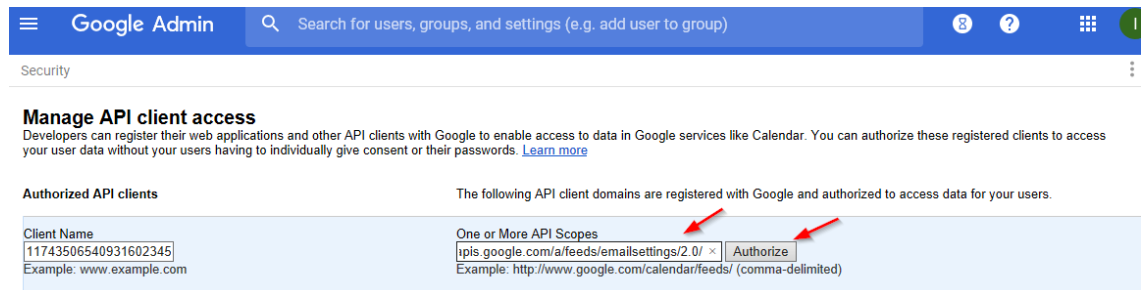 Google Admin
Search for users, groups, and settings (e.g. add user to group)
8
?
I
Security
Manage API client access
Developers can register their web applications and other API clients with Google to enable access to data in Google services like Calendar. You can authorize these registered clients to access
your user data without your users having to individually give consent or their passwords. Learn more
Authorized API clients
The following API client domains are registered with Google and authorized to access data for your users.
Client Name
One or More API Scopes
11743506540931602345
pis.google.com/a/feeds/emailsettings/2.0/ ×
Authorize
Example: www.example.com
Example: http://www.google.com/calendar/feeds/ (comma-delimited)